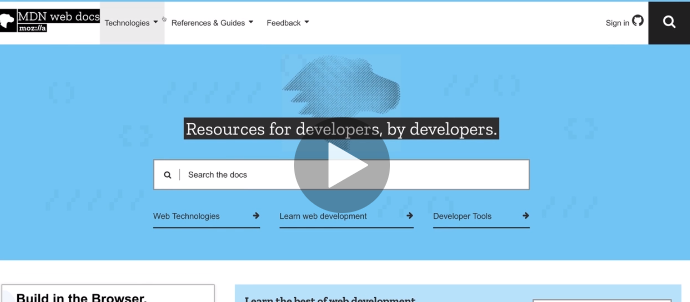 MDN web docs
moz://a
Technologies ▾ References & Guides ▾ Feedback ▾ Sign in
Resources for developers, by developers.
Search the docs
Web Technologies → Learn web development → Developer Tools →
Build in the Browser. Learn the best of web development